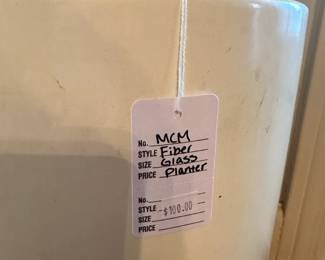 No. MCM
STYLE Fiber
SIZE Glass
PRICE Planter
No.
STYLE -$100.00
SIZE
PRICE